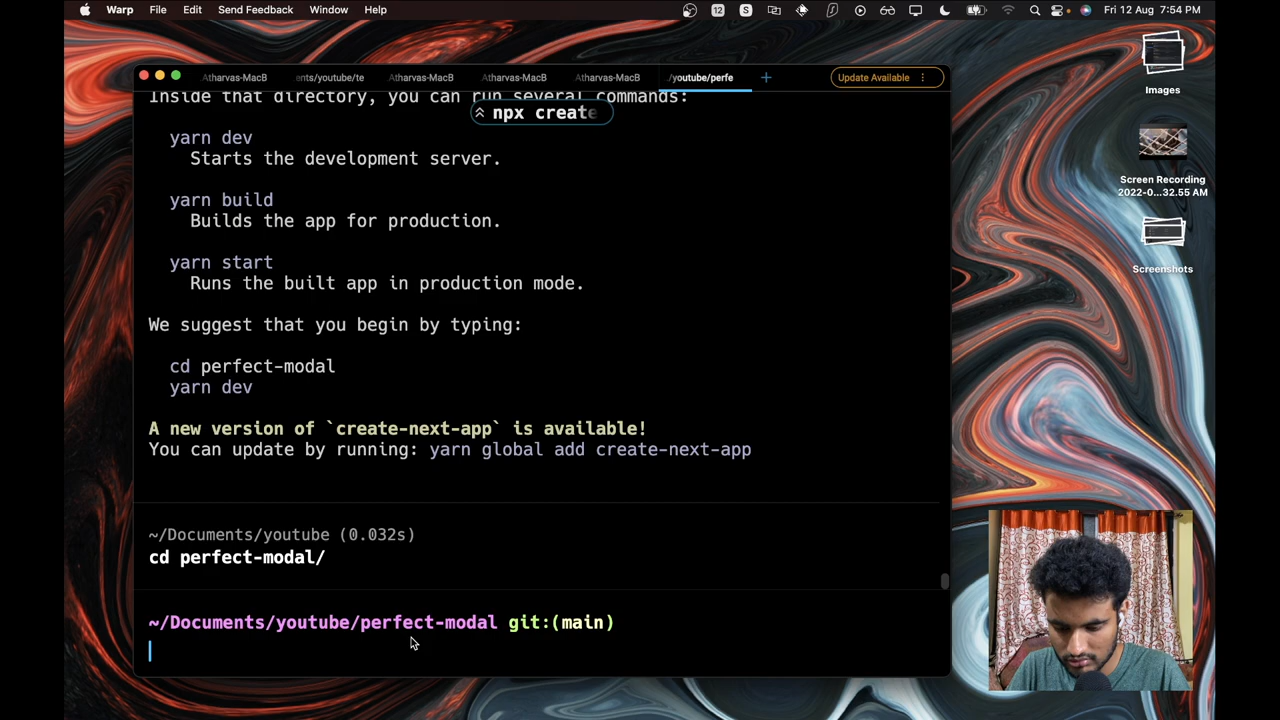 Warp File Edit Send Feedback Window Help
12 S Fri 12 Aug 7:54 PM
Atharvas-MacB ents/youtube/te Atharvas-MacB Atharvas-MacB Atharvas-MacB /youtube/perfe + Update Available
Inside that directory, you can run several commands:
npx create
yarn dev
Starts the development server.
yarn build
Builds the app for production.
yarn start
Runs the built app in production mode.
We suggest that you begin by typing:
cd perfect-modal
yarn dev
A new version of `create-next-app` is available!
You can update by running: yarn global add create-next-app
~/Documents/youtube (0.032s)
cd perfect-modal/
~/Documents/youtube/perfect-modal git:(main)
Images
Screen Recording
2022-0...32.55 AM
Screenshots